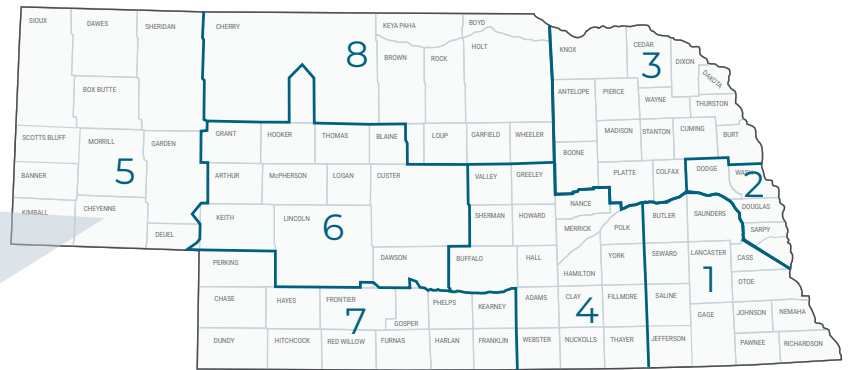 SIOUX
DAWES
SHERIDAN
CHERRY
KEYA PAHA
BOYD
8
BROWN
ROCK
HOLT
KNOX
CEDAR
3
DIXON
DAKOTA
BOX BUTTE
ANTELOPE
PIERCE
WAYNE
THURSTON
SCOTTS BLUFF
MORRILL
GARDEN
GRANT
HOOKER
THOMAS
BLAINE
LOUP
GARFIELD
WHEELER
MADISON
STANTON
CUMING
BURT
BOONE
BANNER
5
ARTHUR
McPHERSON
LOGAN
CUSTER
VALLEY
GREELEY
PLATTE
COLFAX
DODGE
WASH
2
KIMBALL
CHEYENNE
DEUEL
KEITH
LINCOLN
6
SHERMAN
HOWARD
NANCE
MERRICK
POLK
BUTLER
SAUNDERS
DOUGLAS
SARPY
PERKINS
DAWSON
BUFFALO
HALL
HAMILTON
YORK
SEWARD
LANCASTER
1
CASS
OTOE
CHASE
HAYES
FRONTIER
7
GOSPER
PHELPS
KEARNEY
ADAMS
CLAY
4
FILLMORE
SALINE
GAGE
JOHNSON
NEMAHA
DUNDY
HITCHCOCK
RED WILLOW
FURNAS
HARLAN
FRANKLIN
WEBSTER
NUCKOLLS
THAYER
JEFFERSON
PAWNEE
RICHARDSON